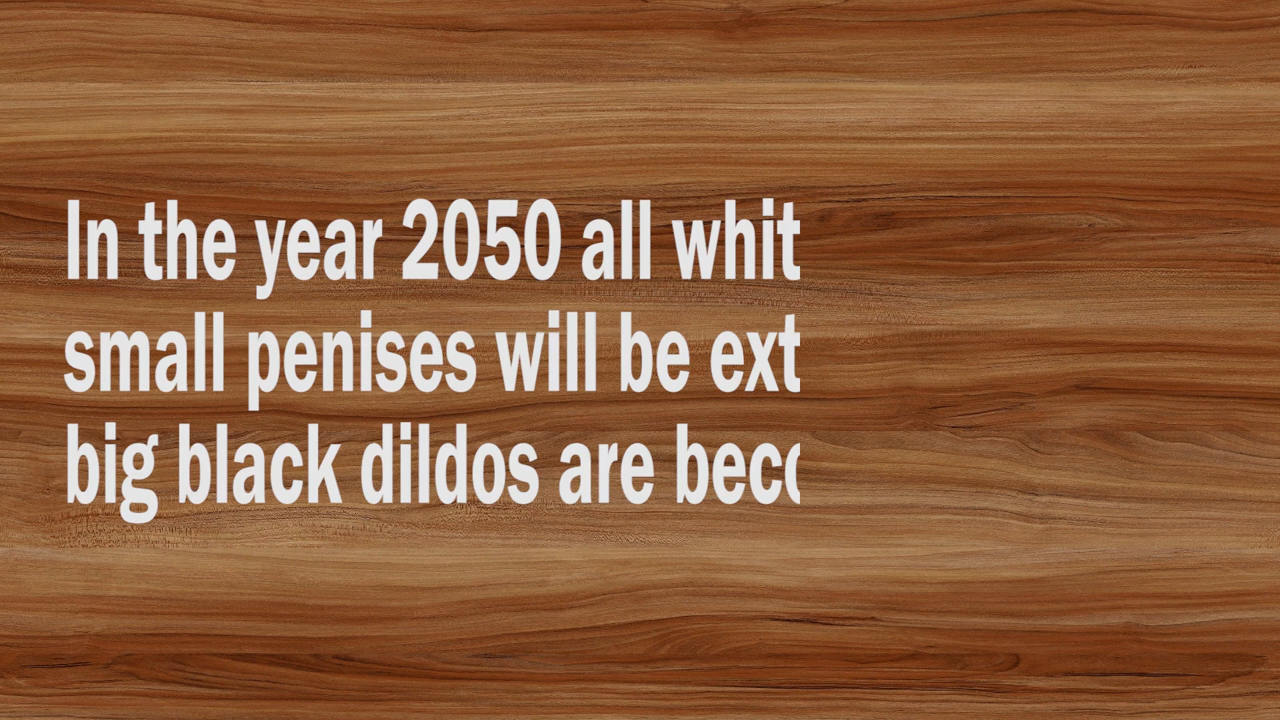 In the year 2050 all
small penises will be
big black dildos are